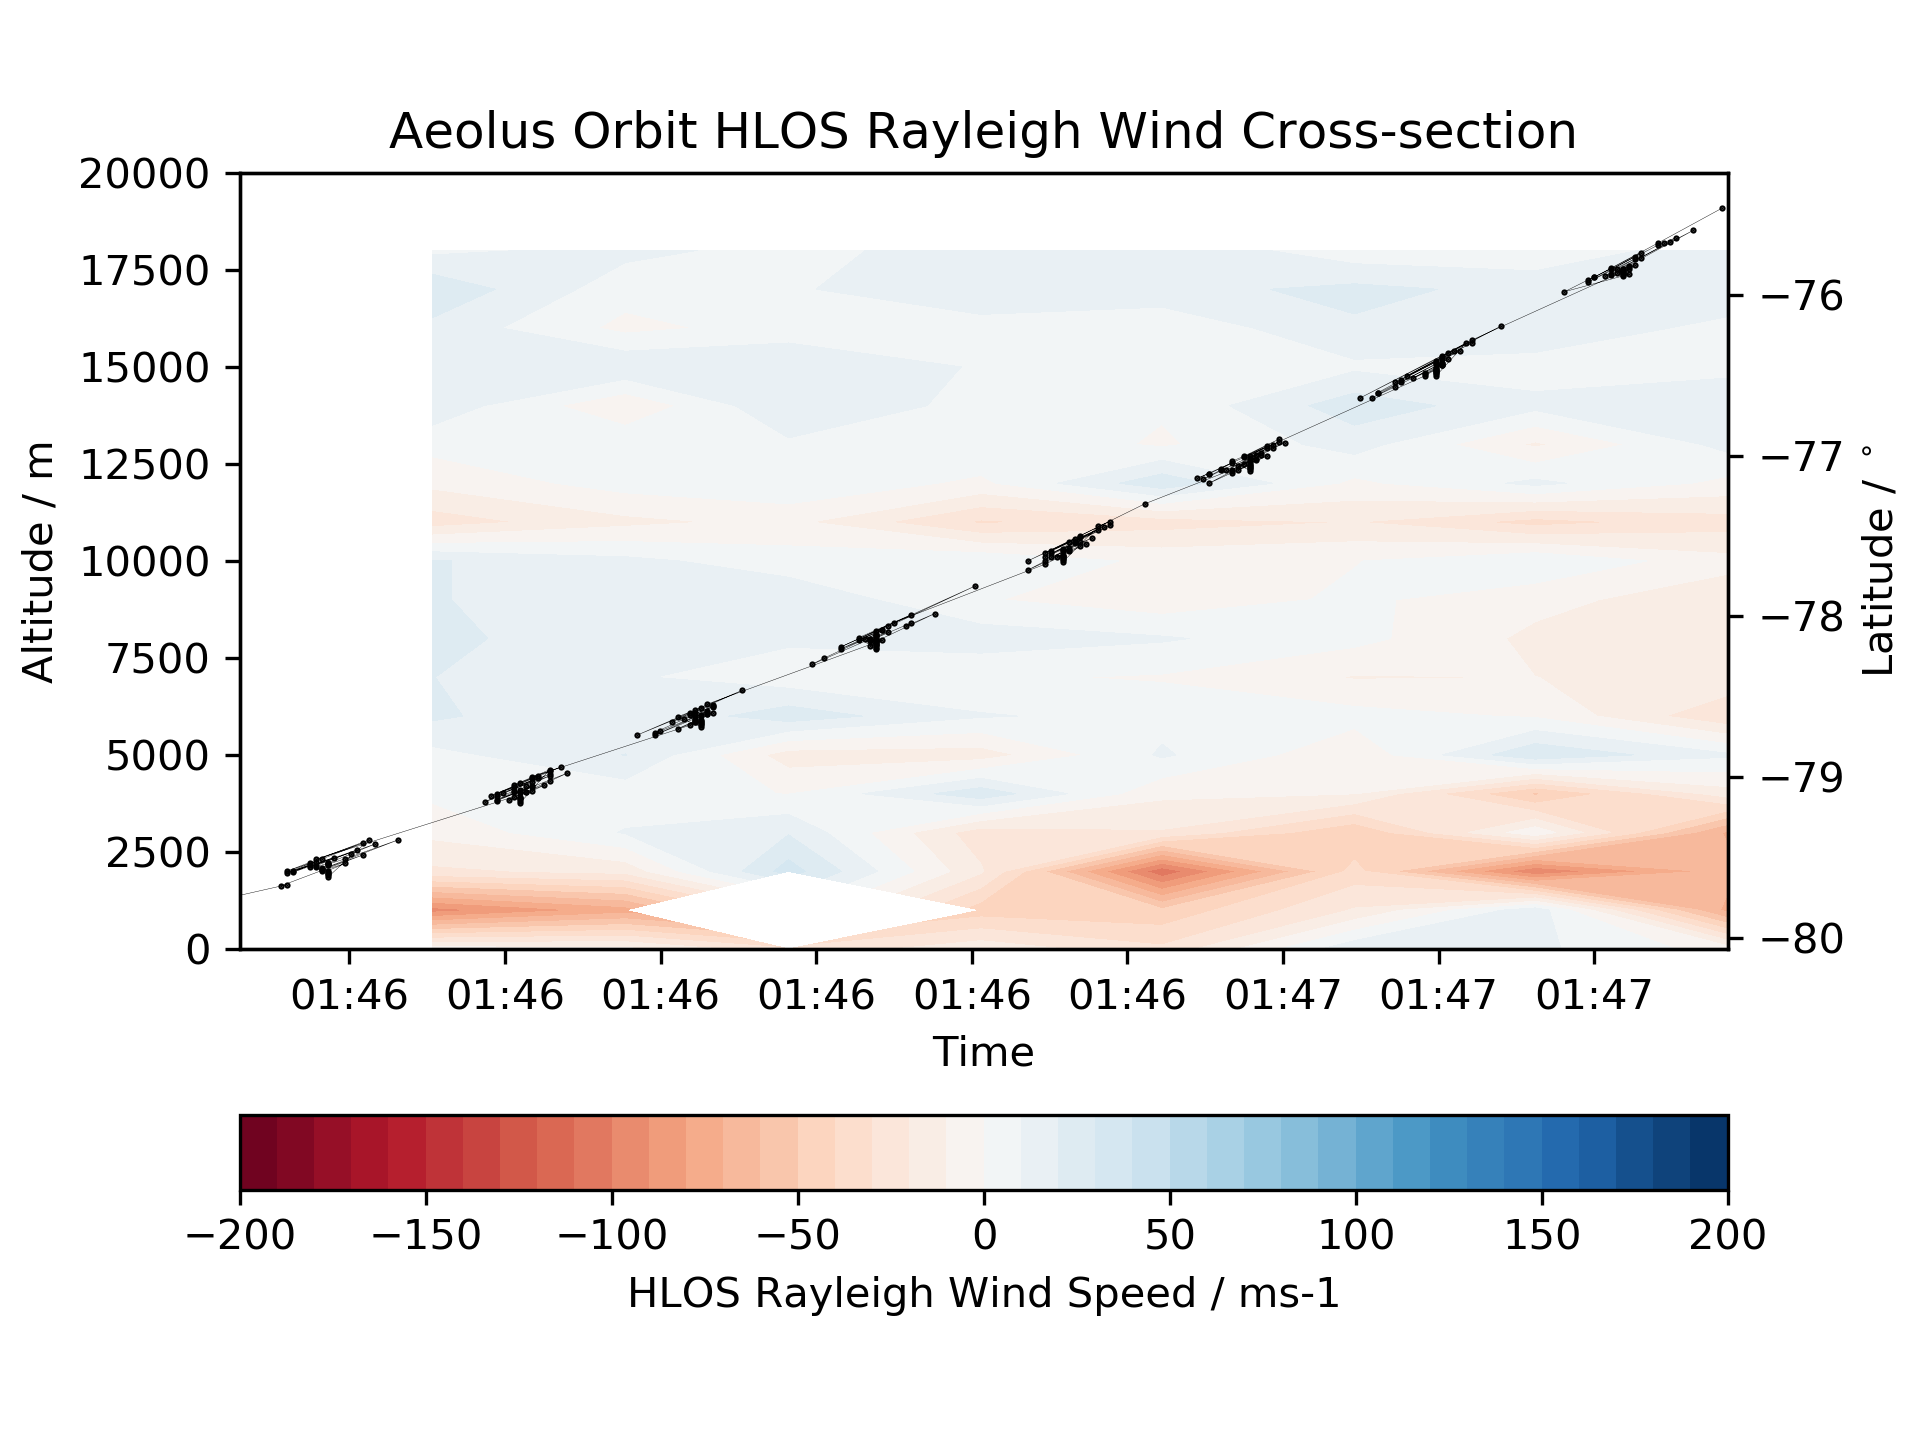 Aeolus Orbit HLOS Rayleigh Wind Cross-section
20000
17500
15000
12500
10000
7500
5000
2500
0
Altitude / m
−76
−77
−78
−79
−80
Latitude / °
01:46 01:46 01:46 01:46 01:46 01:46 01:47 01:47 01:47
Time
−200 −150 −100 −50 0 50 100 150 200
HLOS Rayleigh Wind Speed / ms-1